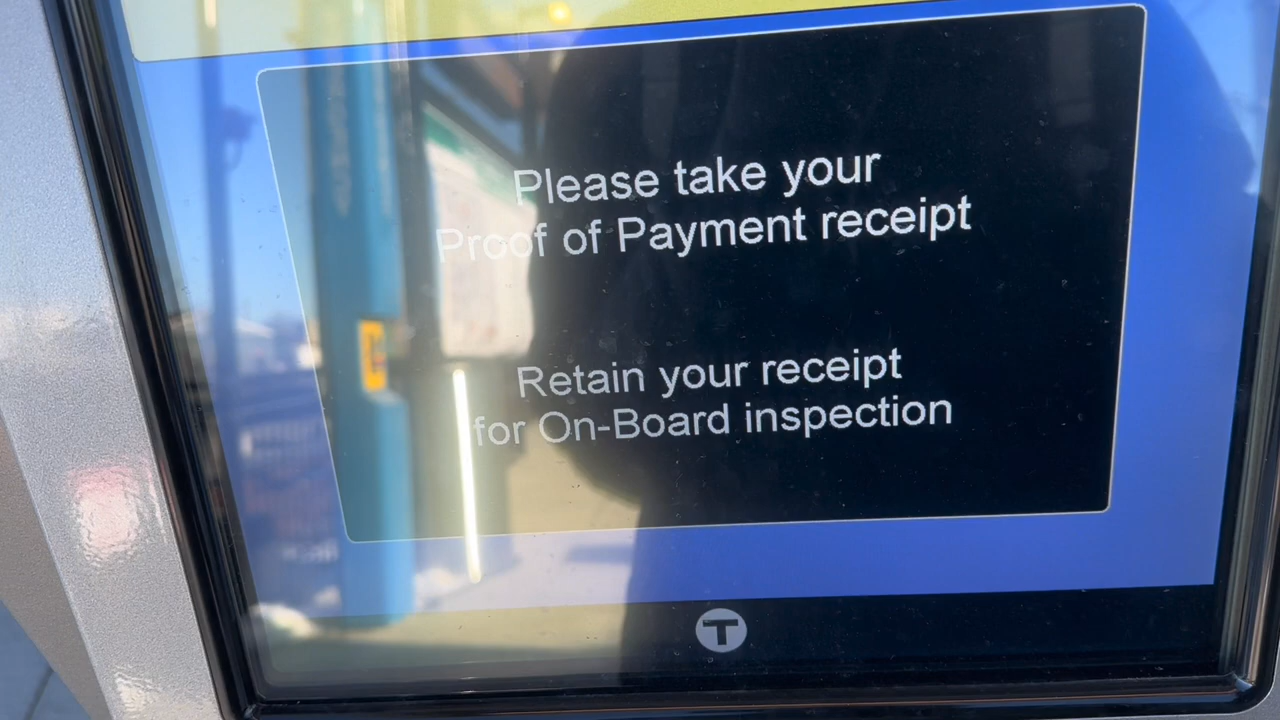 Please take your
Proof of Payment receipt
Retain your receipt
for On-Board inspection
T